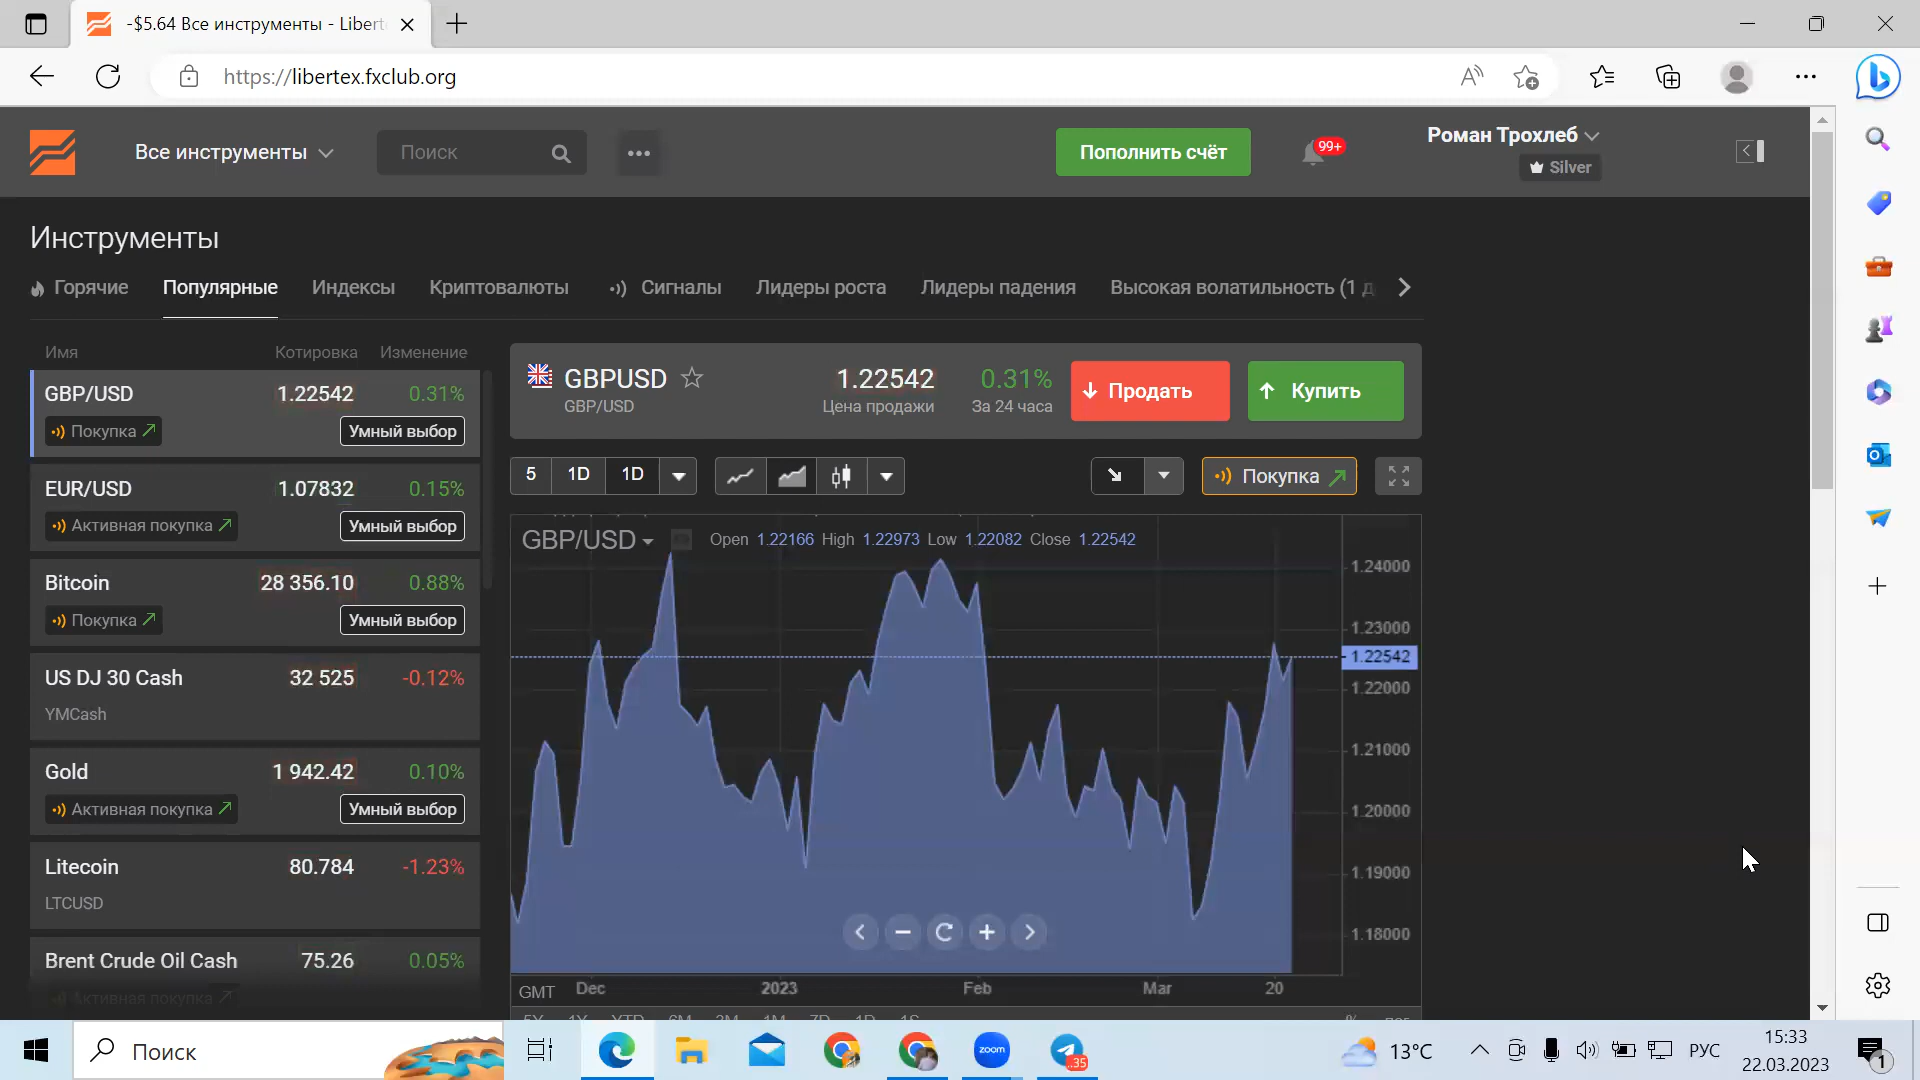 -$5.64 Все инструменты - Libert
https://libertex.fxclub.org
Все инструменты
Поиск
Пополнить счёт
99+
Роман Трохлеб
Silver
Инструменты
Горячие
Популярные
Индексы
Криптовалюты
Сигналы
Лидеры роста
Лидеры падения
Высокая волатильность (1 д
Имя Котировка Изменение
GBP/USD 1.22542 0.31%
Покупка Умный выбор
EUR/USD 1.07832 0.15%
Активная покупка Умный выбор
Bitcoin 28 356.10 0.88%
Покупка Умный выбор
US DJ 30 Cash 32 525 -0.12%
YMCash
Gold 1 942.42 0.10%
Активная покупка Умный выбор
Litecoin 80.784 -1.23%
LTCUSD
Brent Crude Oil Cash 75.26 0.05%
Активная покупка
GBPUSD 1.22542 0.31%
GBP/USD Цена продажи За 24 часа
Продать
Купить
5 1D 1D
Покупка
GBP/USD Open 1.22166 High 1.22973 Low 1.22082 Close 1.22542
1.24000
1.23000
1.22542
1.22000
1.21000
1.20000
1.19000
1.18000
GMT Dec 2023 Feb Mar 20
Поиск
zoom
35
13°C
РУС
15:33
22.03.2023
1